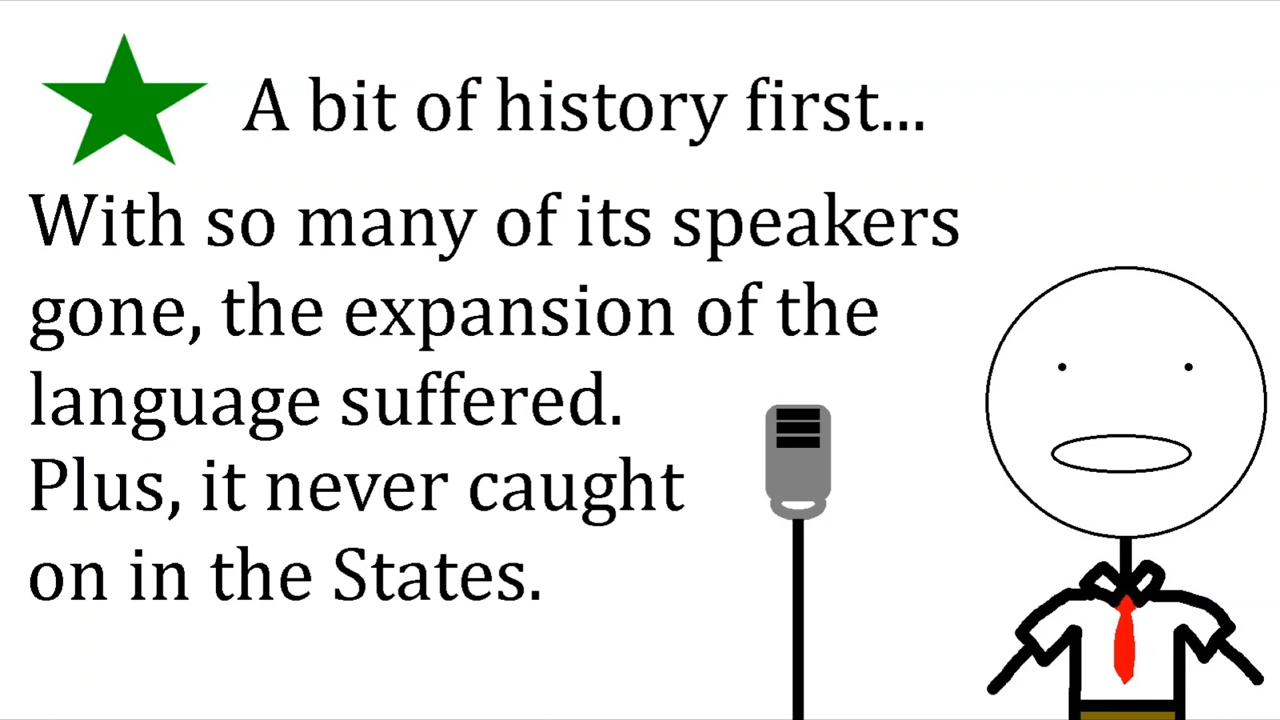 A bit of history first...
With so many of its speakers
gone, the expansion of the
language suffered.
Plus, it never caught
on in the States.